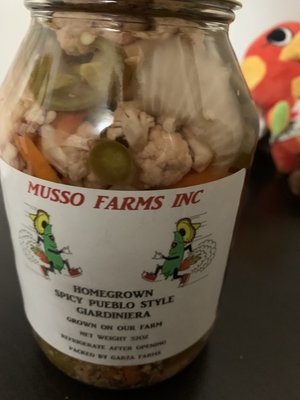 MUSSO FARMS INC
HOMEGROWN
SPICY PUEBLO STYLE
GIARDINIERA
GROWN ON OUR FARM
NET WEIGHT 32OZ
REFRIGERATE AFTER OPENING
PACKED BY GARZA FARMS